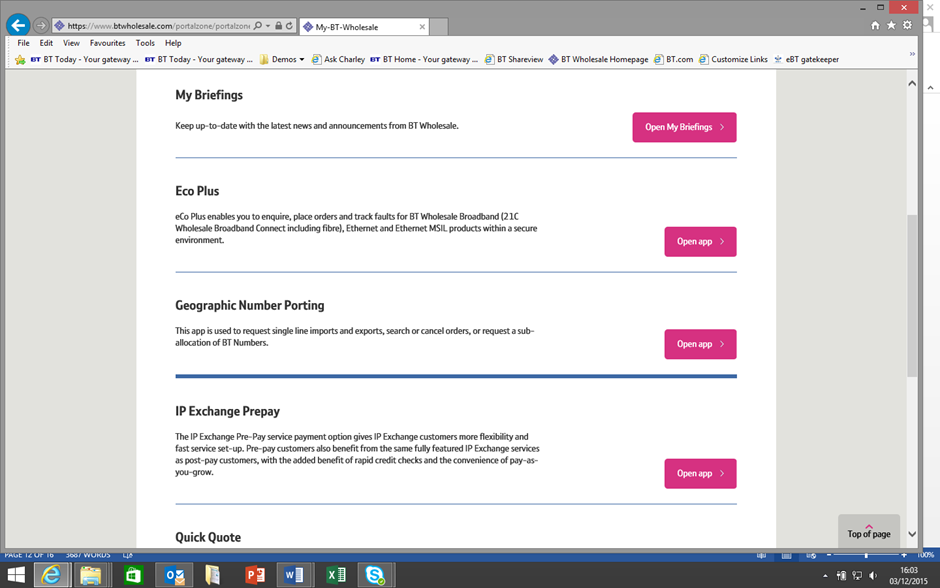 https://www.btwholesale.com/portalzone/portalzone
My-BT-Wholesale
File Edit View Favourites Tools Help
BT Today - Your gateway ... BT Today - Your gateway ... Demos Ask Charley BT Home - Your gateway ... BT Shareview BT Wholesale Homepage BT.com Customize Links eBT gatekeeper
My Briefings
Keep up-to-date with the latest news and announcements from BT Wholesale.
Open My Briefings
Eco Plus
eCo Plus enables you to enquire, place orders and track faults for BT Wholesale Broadband (21C
Wholesale Broadband Connect including fibre), Ethernet and Ethernet MSIL products within a secure
environment.
Open app
Geographic Number Porting
This app is used to request single line imports and exports, search or cancel orders, or request a sub-
allocation of BT Numbers.
Open app
IP Exchange Prepay
The IP Exchange Pre-Pay service payment option gives IP Exchange customers more flexibility and
fast service set-up. Pre-pay customers also benefit from the same fully featured IP Exchange services
as post-pay customers, with the added benefit of rapid credit checks and the convenience of pay-as-
you-grow.
Open app
Quick Quote
Top of page
PAGE 12 OF 16 3687 WORDS 100%
16:03
03/12/2015